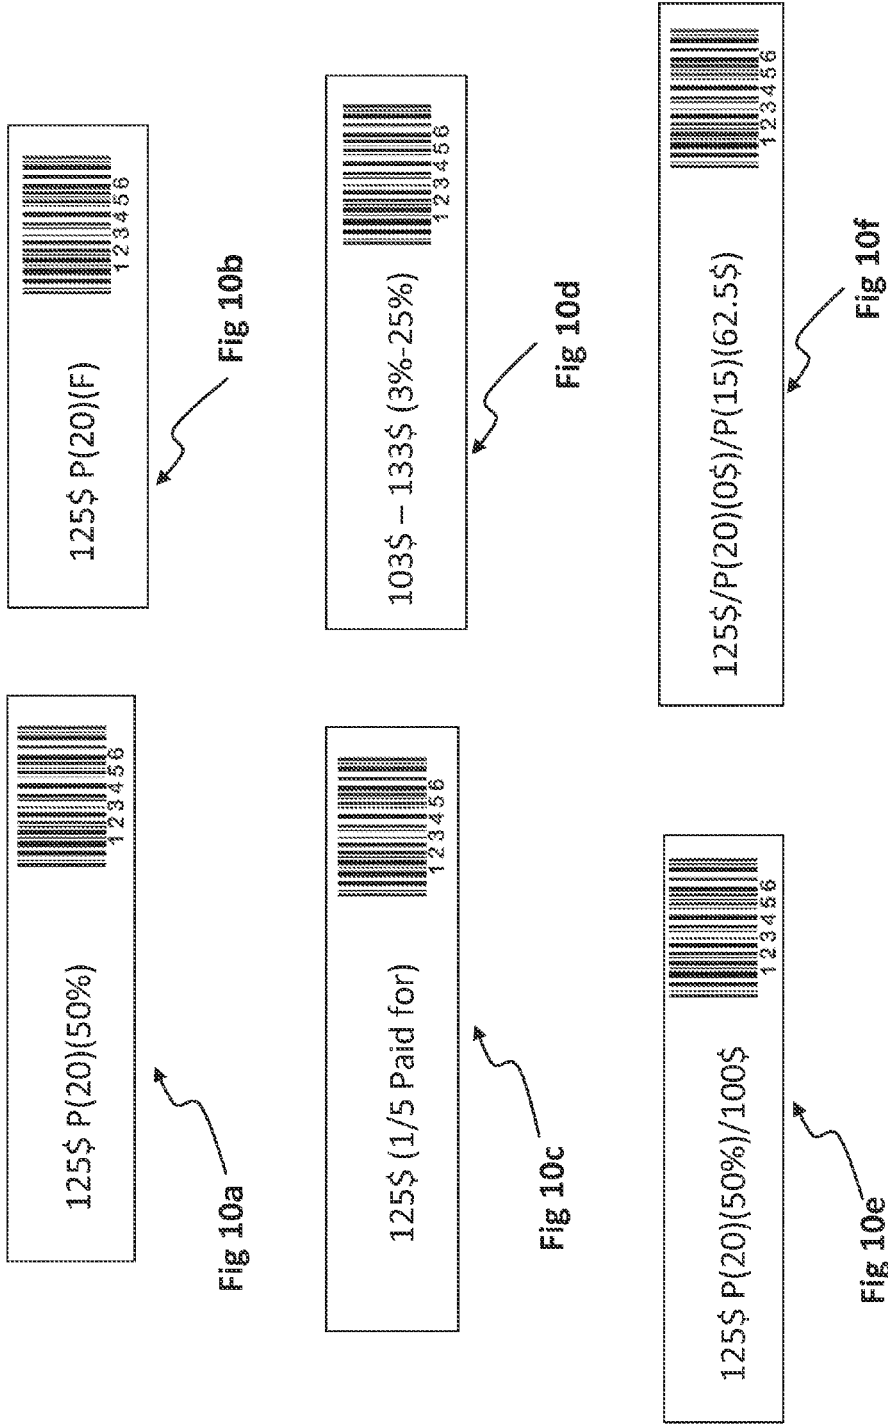 125$ P(20)(50%)
123456
Fig 10a
125$ P(20)(F)
123456
Fig 10b
125$ (1/5 Paid for)
123456
Fig 10c
103$ – 133$ (3%-25%)
123456
Fig 10d
125$ P(20)(50%)/100$
123456
Fig 10e
125$/P(20)(0$)/P(15)(62.5$)
123456
Fig 10f